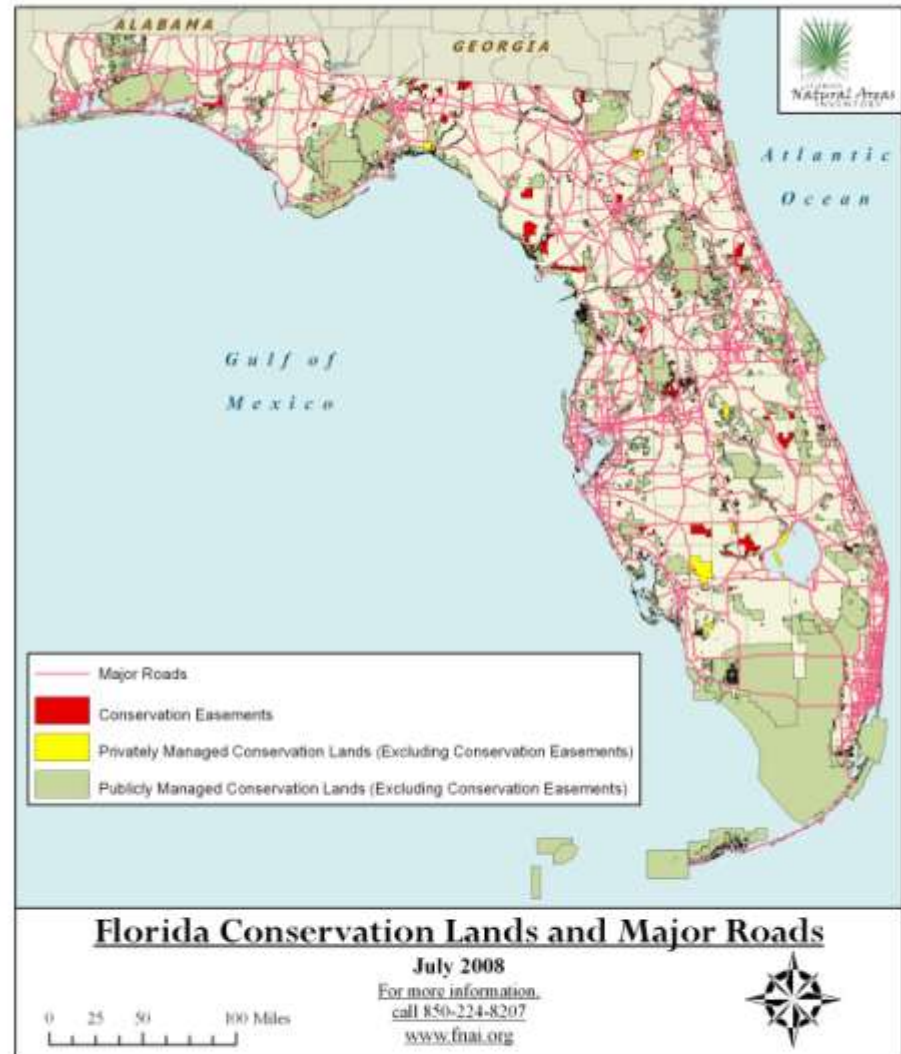 ALABAMA
GEORGIA
Natural Areas
INVENTORY
Atlantic
Ocean
Gulf of
Mexico
Major Roads
Conservation Easements
Privately Managed Conservation Lands (Excluding Conservation Easements)
Publicly Managed Conservation Lands (Excluding Conservation Easements)
Florida Conservation Lands and Major Roads
July 2008
For more information,
call 850-224-8207
www.fnai.org
0 25 50 100 Miles